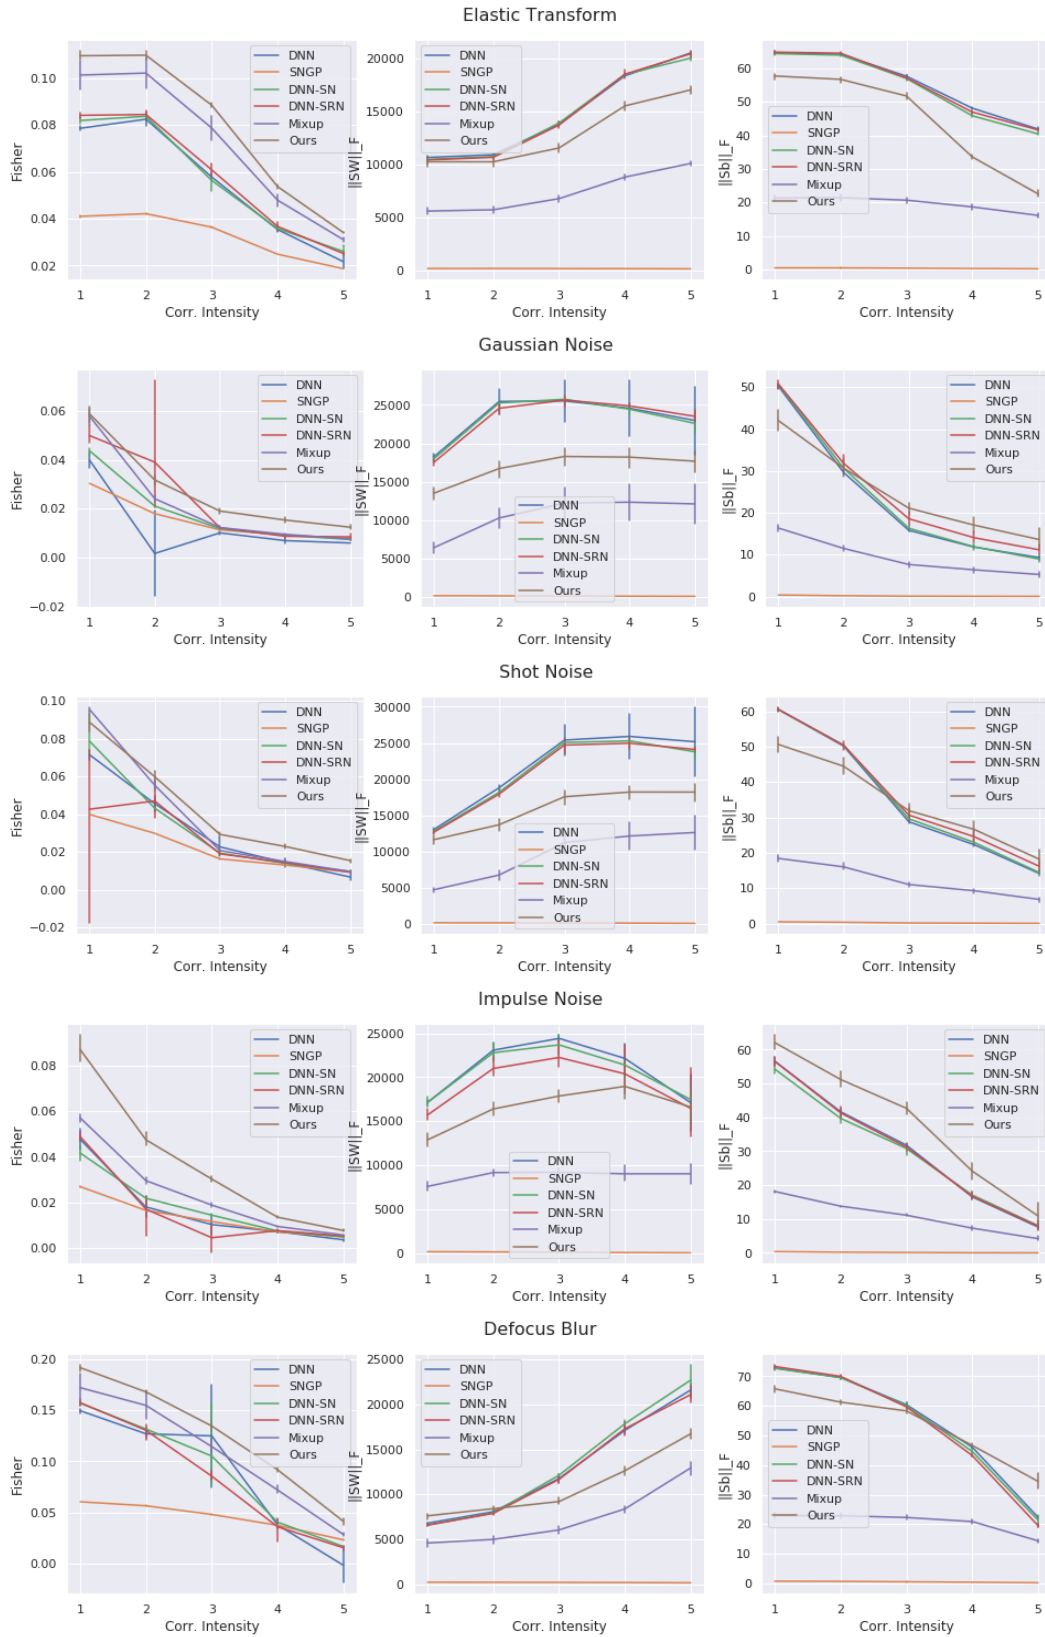 Elastic Transform
Fisher
0.10
0.08
0.06
0.04
0.02
DNN
SNGP
DNN-SN
DNN-SRN
Mixup
Ours
1 2 3 4 5
Corr. Intensity
||SW||_F
20000
15000
10000
5000
0
DNN
SNGP
DNN-SN
DNN-SRN
Mixup
Ours
1 2 3 4 5
Corr. Intensity
||Sb||_F
60
50
40
30
20
10
0
DNN
SNGP
DNN-SN
DNN-SRN
Mixup
Ours
1 2 3 4 5
Corr. Intensity
Gaussian Noise
Fisher
0.06
0.04
0.02
0.00
−0.02
DNN
SNGP
DNN-SN
DNN-SRN
Mixup
Ours
1 2 3 4 5
Corr. Intensity
||SW||_F
25000
20000
15000
10000
5000
0
DNN
SNGP
DNN-SN
DNN-SRN
Mixup
Ours
1 2 3 4 5
Corr. Intensity
||Sb||_F
50
40
30
20
10
0
DNN
SNGP
DNN-SN
DNN-SRN
Mixup
Ours
1 2 3 4 5
Corr. Intensity
Shot Noise
Fisher
0.10
0.08
0.06
0.04
0.02
0.00
−0.02
DNN
SNGP
DNN-SN
DNN-SRN
Mixup
Ours
1 2 3 4 5
Corr. Intensity
||SW||_F
30000
25000
20000
15000
10000
5000
0
DNN
SNGP
DNN-SN
DNN-SRN
Mixup
Ours
1 2 3 4 5
Corr. Intensity
||Sb||_F
60
50
40
30
20
10
0
DNN
SNGP
DNN-SN
DNN-SRN
Mixup
Ours
1 2 3 4 5
Corr. Intensity
Impulse Noise
Fisher
0.08
0.06
0.04
0.02
0.00
DNN
SNGP
DNN-SN
DNN-SRN
Mixup
Ours
1 2 3 4 5
Corr. Intensity
||SW||_F
25000
20000
15000
10000
5000
0
DNN
SNGP
DNN-SN
DNN-SRN
Mixup
Ours
1 2 3 4 5
Corr. Intensity
||Sb||_F
60
50
40
30
20
10
0
DNN
SNGP
DNN-SN
DNN-SRN
Mixup
Ours
1 2 3 4 5
Corr. Intensity
Defocus Blur
Fisher
0.20
0.15
0.10
0.05
0.00
DNN
SNGP
DNN-SN
DNN-SRN
Mixup
Ours
1 2 3 4 5
Corr. Intensity
||SW||_F
25000
20000
15000
10000
5000
0
DNN
SNGP
DNN-SN
DNN-SRN
Mixup
Ours
1 2 3 4 5
Corr. Intensity
||Sb||_F
70
60
50
40
30
20
10
0
DNN
SNGP
DNN-SN
DNN-SRN
Mixup
Ours
1 2 3 4 5
Corr. Intensity